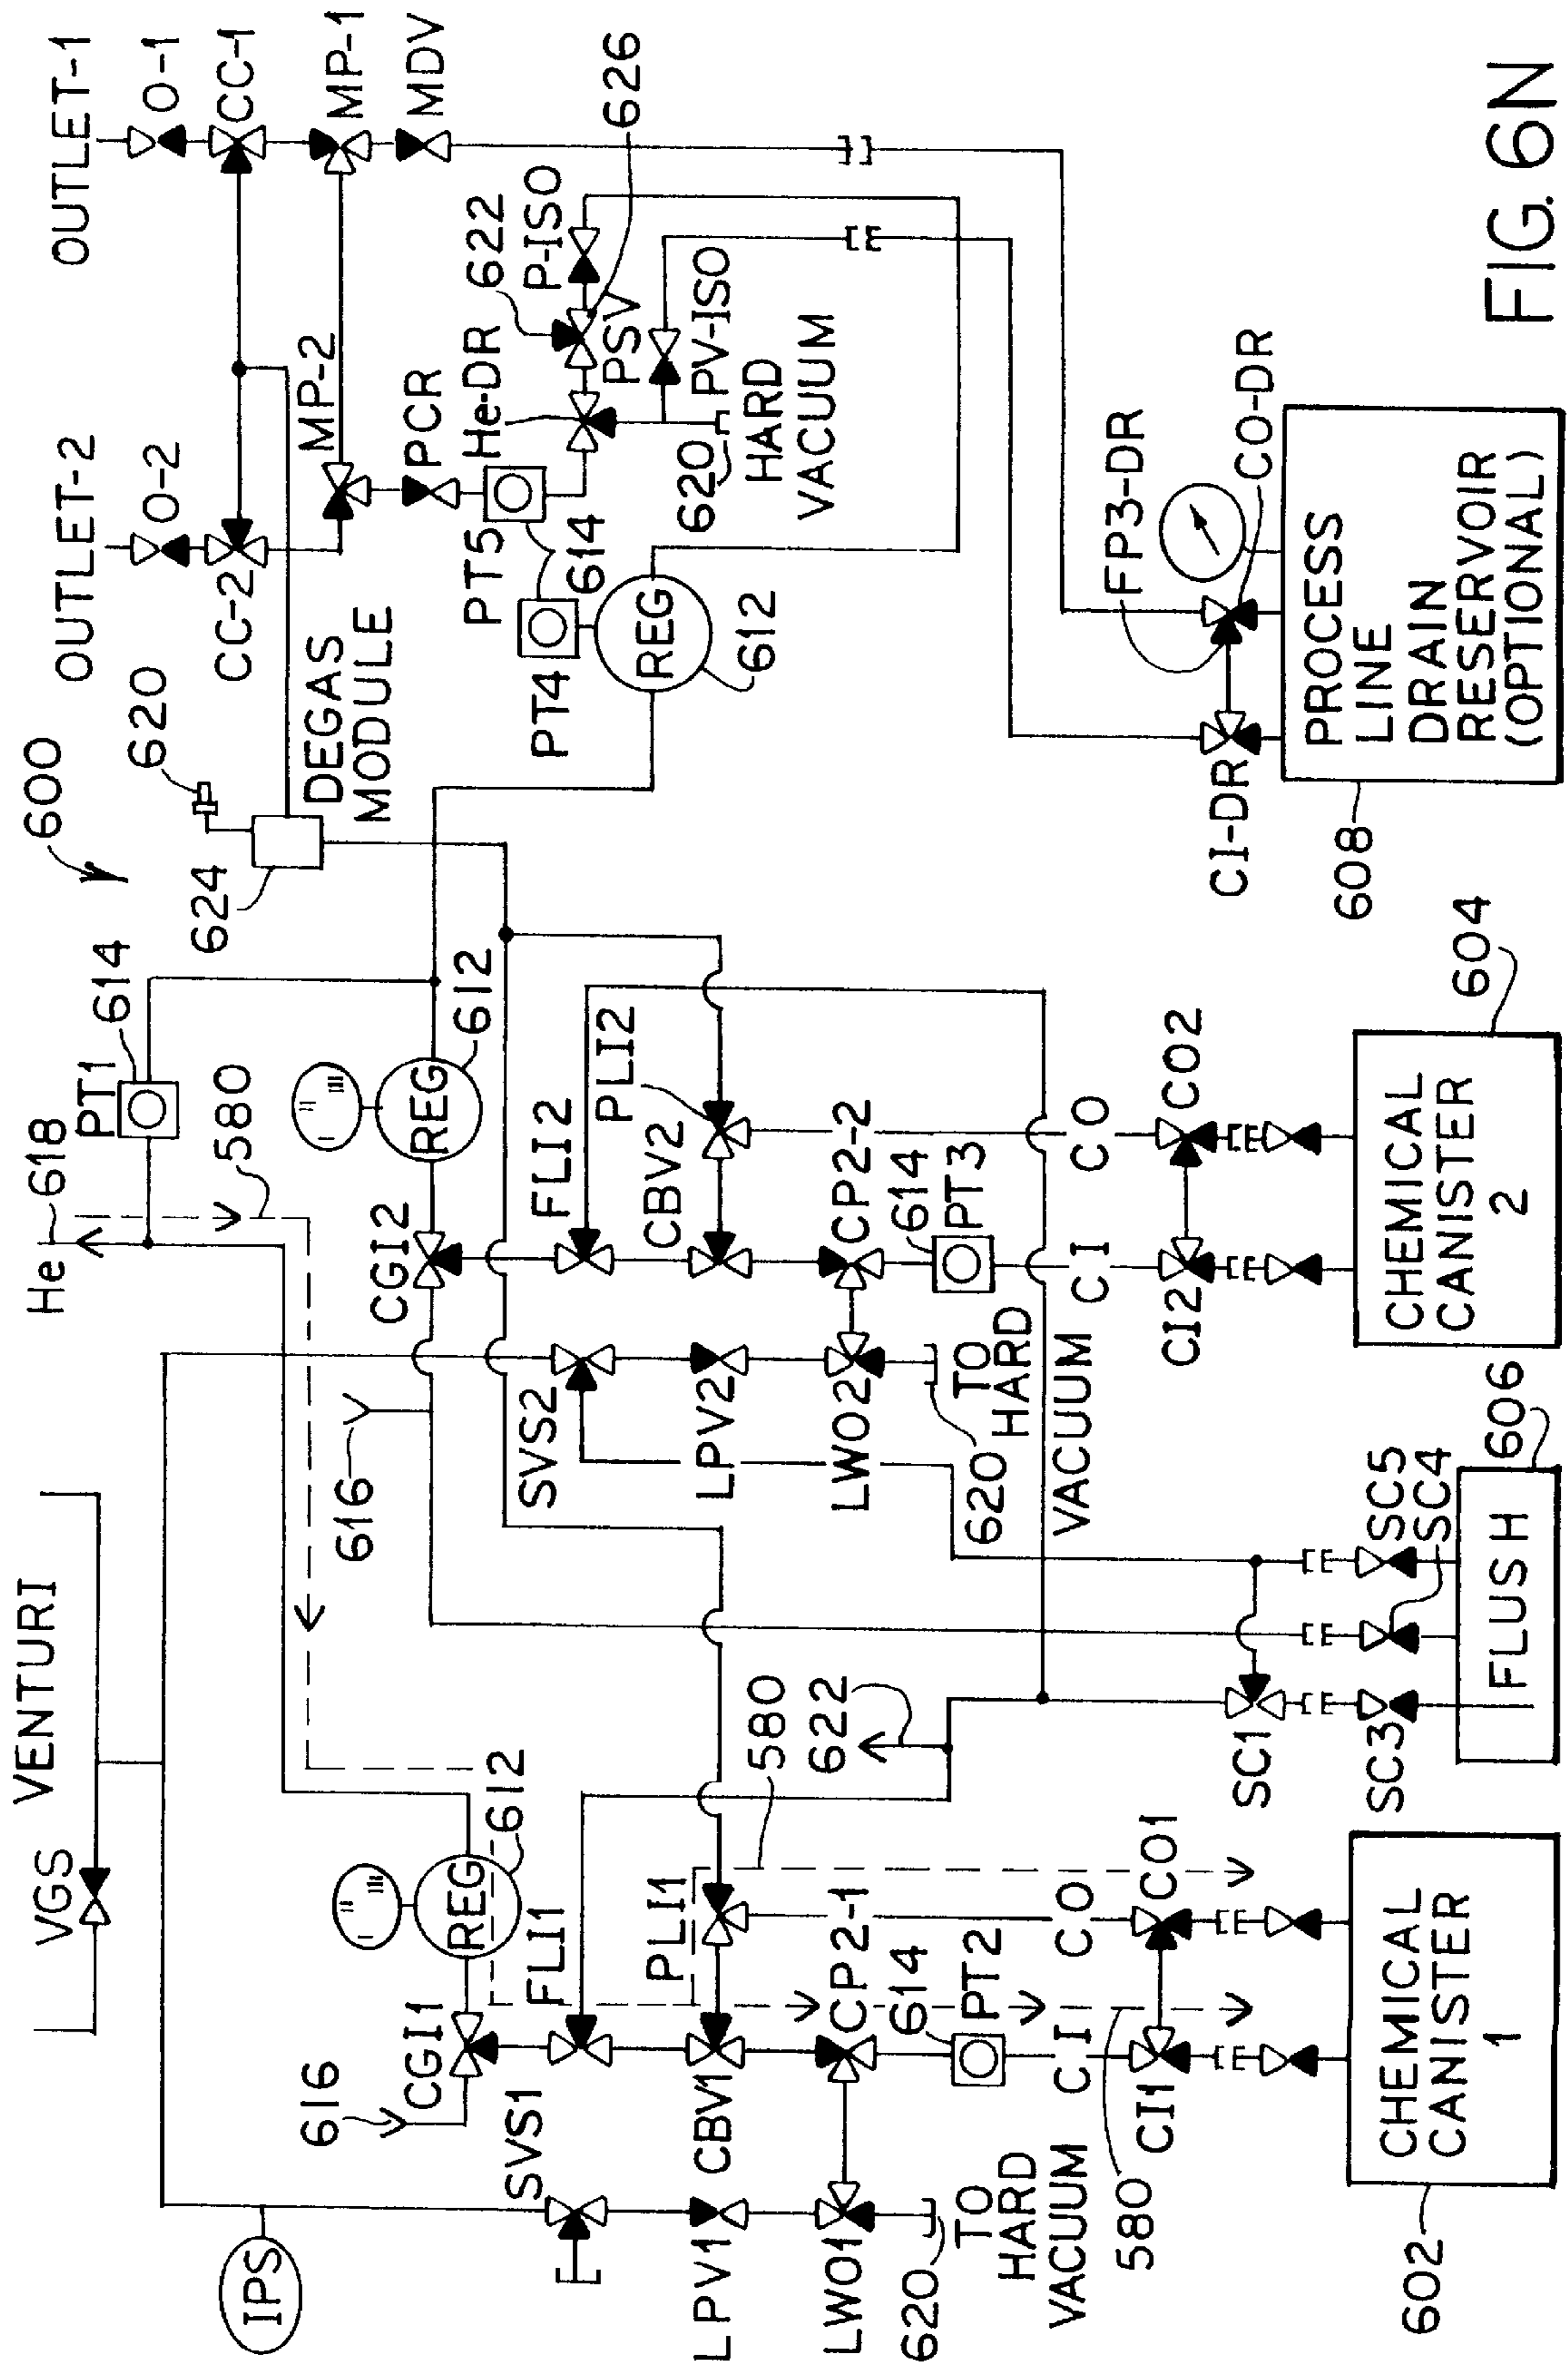 FIG. 6N
600
VENTURI
VGS
IPS
He
618
PT1
614
580
620
624
DEGAS
MODULE
OUTLET-2
O-2
CC-2
OUTLET-1
O-1
CC-1
MP-1
MDV
MP-2
PCR
He-DR
622
P-ISO
626
PSV
PV-ISO
620
HARD
VACUUM
PT5
614
PT4
REG
612
616
CGI1
REG
612
FLI1
SVS1
PLI1
LPV1
CBV1
CP2-1
LW01
620
TO
HARD
VACUUM
614
PT2
CI
CO
580
580
622
CI1
CO1
CHEMICAL
CANISTER
1
602
616
CGI2
REG
612
FLI2
SVS2
PLI2
LPV2
CBV2
CP2-2
LW02
620
TO
HARD
VACUUM
614
PT3
CI
CO
CI2
CO2
CHEMICAL
CANISTER
2
604
SC1
SC3
SC5
SC4
FLUSH
606
FP3-DR
CO-DR
CI-DR
PROCESS
LINE
DRAIN
RESERVOIR
(OPTIONAL)
608